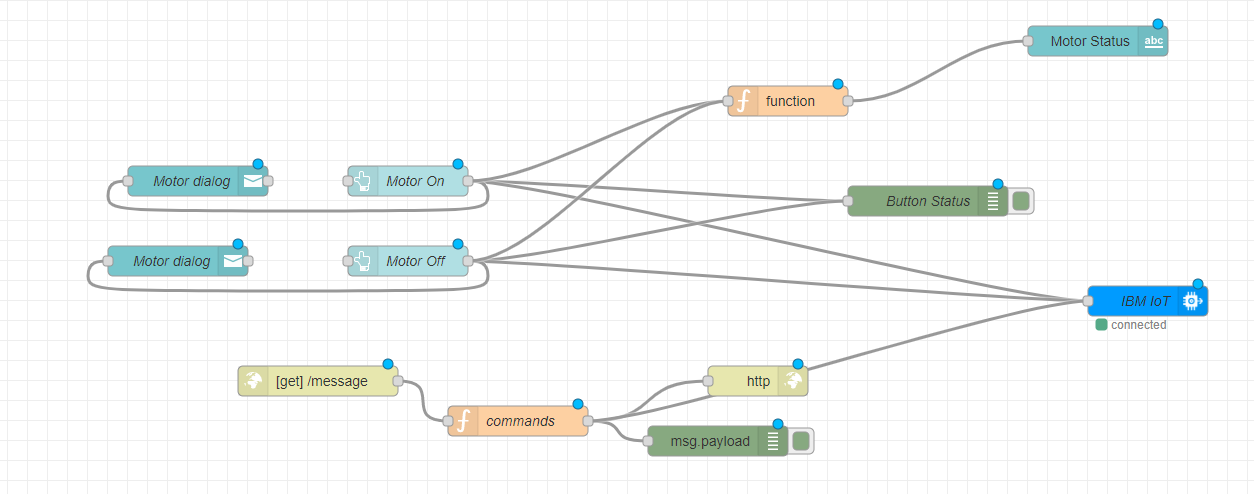 Motor Status
abc
function
Motor dialog
Motor On
Button Status
Motor dialog
Motor Off
IBM IoT
connected
[get] /message
http
commands
msg.payload